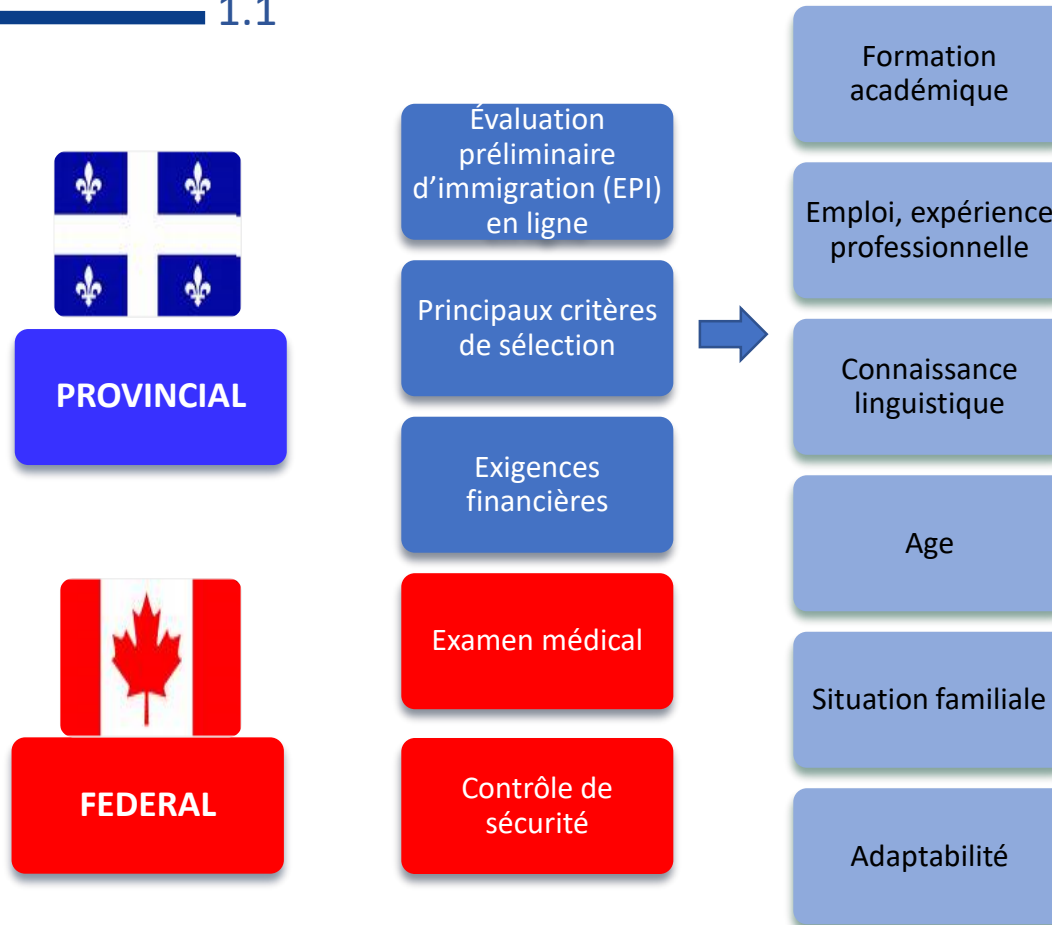 1.1
PROVINCIAL
Évaluation
préliminaire
d’immigration (EPI)
en ligne
Principaux critères
de sélection
Exigences
financières
Formation
académique
Emploi, expérience
professionnelle
Connaissance
linguistique
Age
Situation familiale
Adaptabilité
FEDERAL
Examen médical
Contrôle de
sécurité